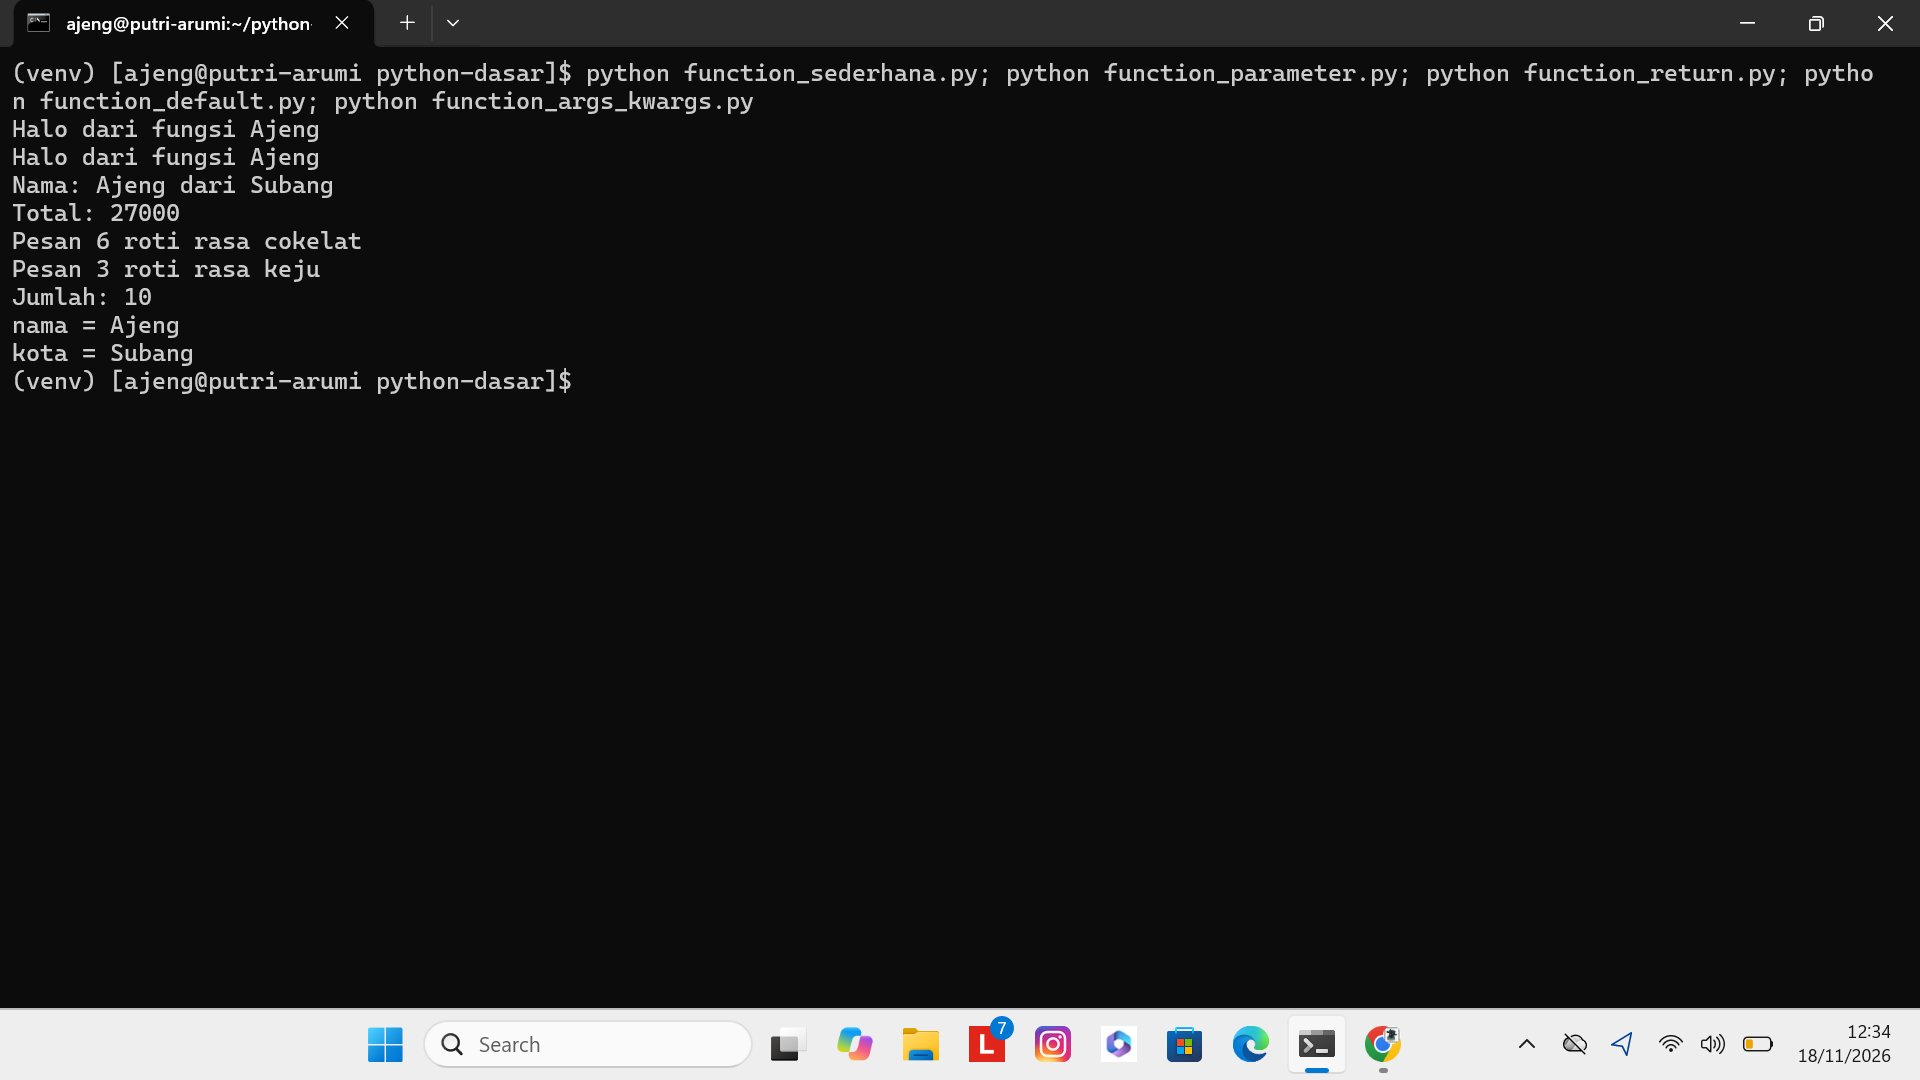 ajeng@putri-arumi:~/python
(venv) [ajeng@putri-arumi python-dasar]$ python function_sederhana.py; python function_parameter.py; python function_return.py; pytho
n function_default.py; python function_args_kwargs.py
Halo dari fungsi Ajeng
Halo dari fungsi Ajeng
Nama: Ajeng dari Subang
Total: 27000
Pesan 6 roti rasa cokelat
Pesan 3 roti rasa keju
Jumlah: 10
nama = Ajeng
kota = Subang
(venv) [ajeng@putri-arumi python-dasar]$
Search
L
7
12:34
18/11/2026